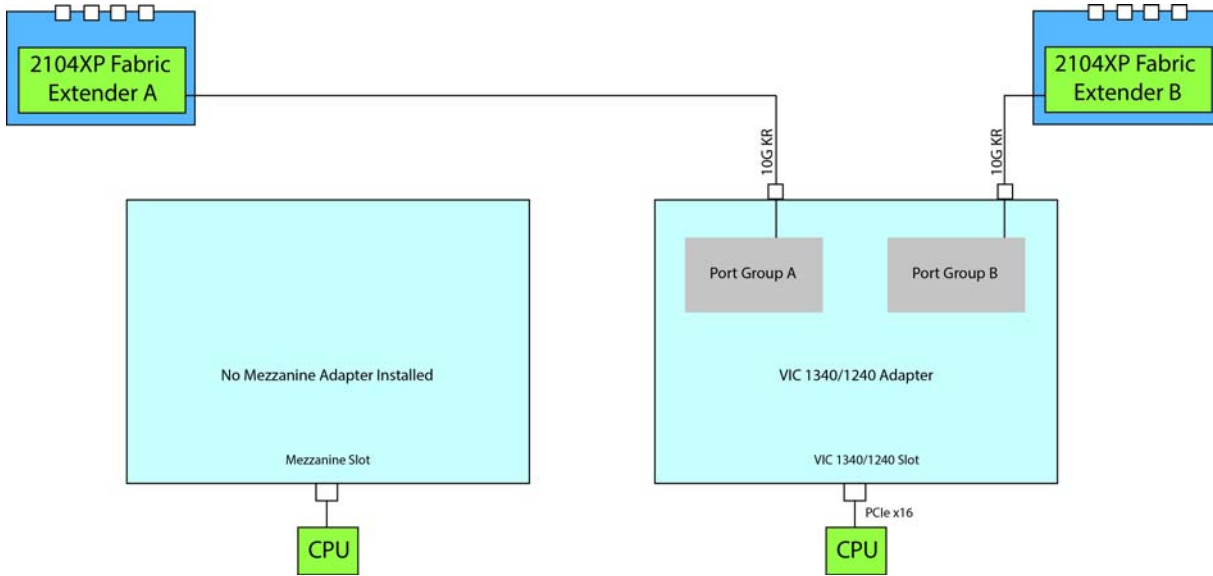 2104XP Fabric
Extender A
2104XP Fabric
Extender B
10G KR
10G KR
Port Group A
Port Group B
No Mezzanine Adapter Installed
VIC 1340/1240 Adapter
Mezzanine Slot
VIC 1340/1240 Slot
PCIe x16
CPU
CPU